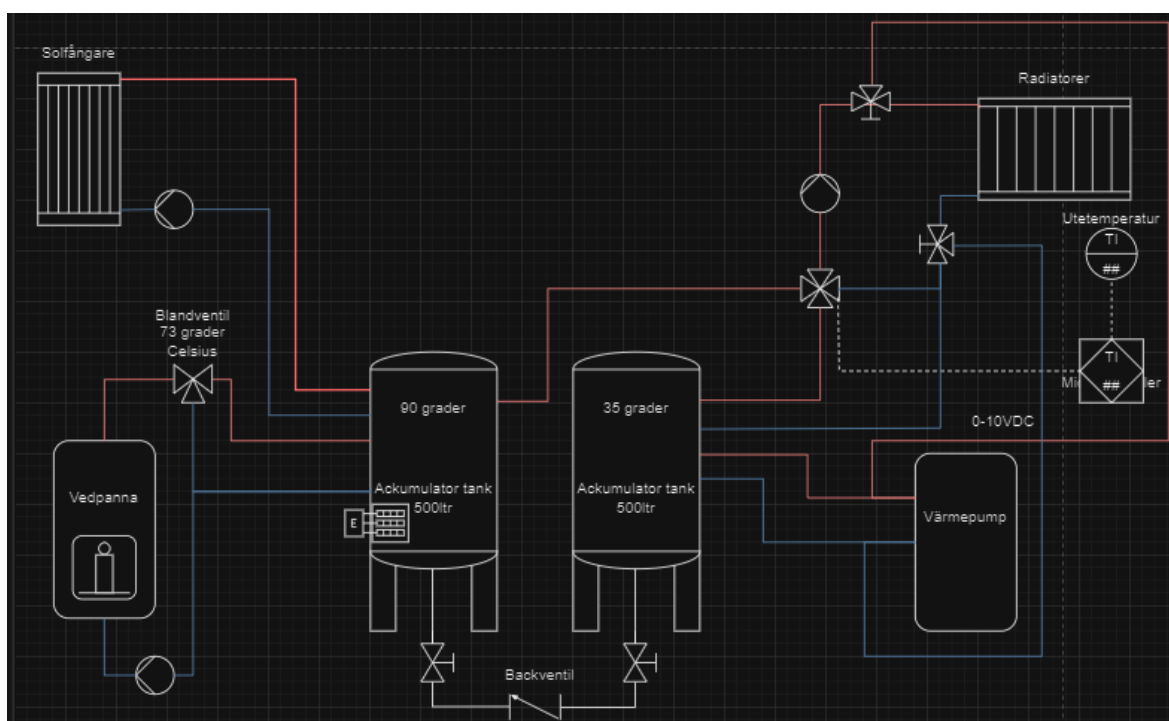 Solfångare
Radiatorer
Utetemperatur
TI
##
Blandventil
73 grader
Celsius
TI
##
90 grader
35 grader
0-10VDC
Vedpanna
Ackumulator tank
500ltr
Ackumulator tank
500ltr
Värmepump
E
Backventil